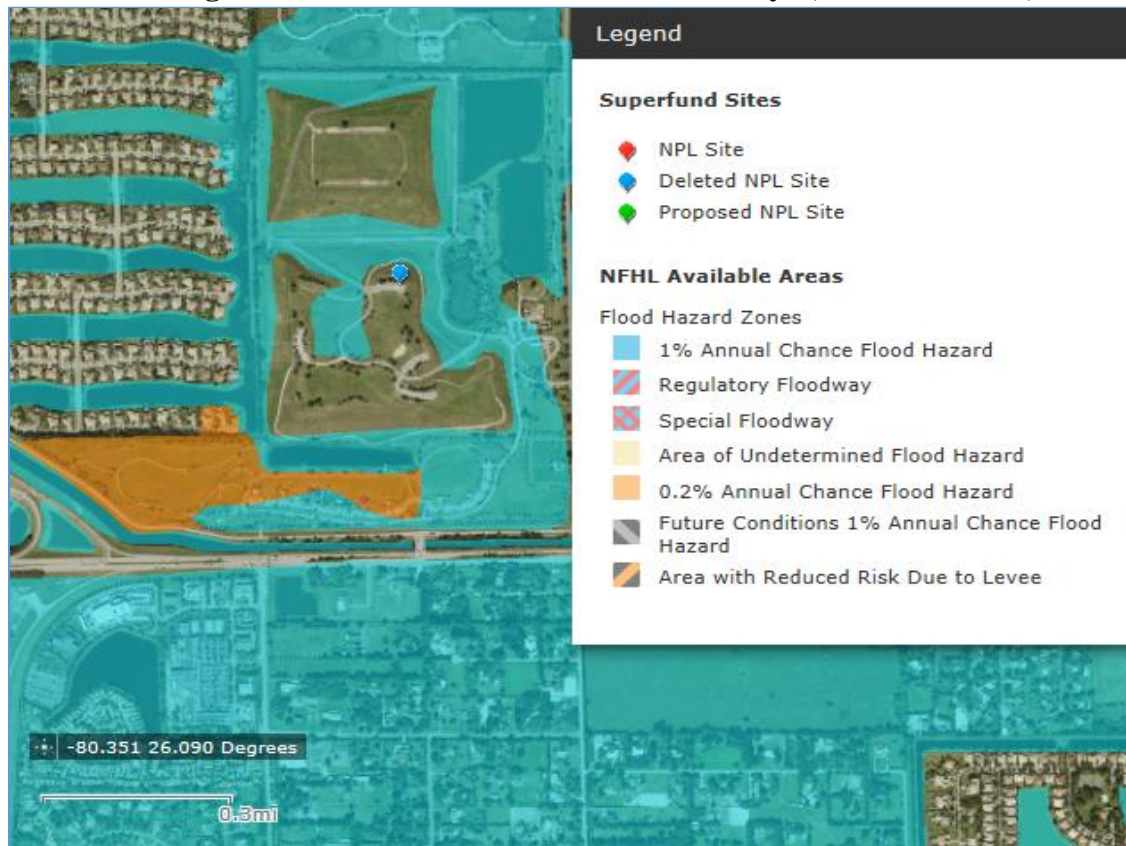 Legend
Superfund Sites
NPL Site
Deleted NPL Site
Proposed NPL Site
NFHL Available Areas
Flood Hazard Zones
1% Annual Chance Flood Hazard
Regulatory Floodway
Special Floodway
Area of Undetermined Flood Hazard
0.2% Annual Chance Flood Hazard
Future Conditions 1% Annual Chance Flood
Hazard
Area with Reduced Risk Due to Levee
-80.351 26.090 Degrees
0.3mi